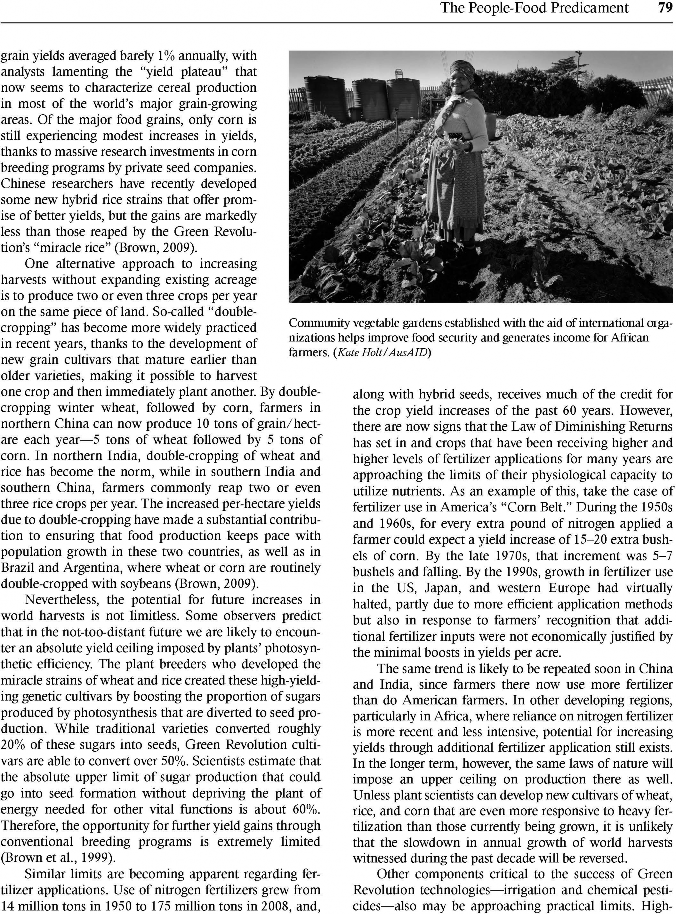 The People-Food Predicament 79
grain yields averaged barely 1% annually, with
analysts lamenting the “yield plateau” that
now seems to characterize cereal production
in most of the world’s major grain-growing
areas. Of the major food grains, only corn is
still experiencing modest increases in yields,
thanks to massive research investments in corn
breeding programs by private seed companies.
Chinese researchers have recently developed
some new hybrid rice strains that offer prom-
ise of better yields, but the gains are markedly
less than those reaped by the Green Revolu-
tion’s “miracle rice” (Brown, 2009).
One alternative approach to increasing
harvests without expanding existing acreage
is to produce two or even three crops per year
on the same piece of land. So-called “double-
cropping” has become more widely practiced
in recent years, thanks to the development of
new grain cultivars that mature earlier than
older varieties, making it possible to harvest
one crop and then immediately plant another. By double-
cropping winter wheat, followed by corn, farmers in
northern China can now produce 10 tons of grain/hect-
are each year—5 tons of wheat followed by 5 tons of
corn. In northern India, double-cropping of wheat and
rice has become the norm, while in southern India and
southern China, farmers commonly reap two or even
three rice crops per year. The increased per-hectare yields
due to double-cropping have made a substantial contribu-
tion to ensuring that food production keeps pace with
population growth in these two countries, as well as in
Brazil and Argentina, where wheat or corn are routinely
double-cropped with soybeans (Brown, 2009).
Nevertheless, the potential for future increases in
world harvests is not limitless. Some observers predict
that in the not-too-distant future we are likely to encoun-
ter an absolute yield ceiling imposed by plants’ photosyn-
thetic efficiency. The plant breeders who developed the
miracle strains of wheat and rice created these high-yield-
ing genetic cultivars by boosting the proportion of sugars
produced by photosynthesis that are diverted to seed pro-
duction. While traditional varieties converted roughly
20% of these sugars into seeds, Green Revolution culti-
vars are able to convert over 50%. Scientists estimate that
the absolute upper limit of sugar production that could
go into seed formation without depriving the plant of
energy needed for other vital functions is about 60%.
Therefore, the opportunity for further yield gains through
conventional breeding programs is extremely limited
(Brown et al., 1999).
Similar limits are becoming apparent regarding fer-
tilizer applications. Use of nitrogen fertilizers grew from
14 million tons in 1950 to 175 million tons in 2008, and,
Community vegetable gardens established with the aid of international orga-
nizations helps improve food security and generates income for African
farmers. (Kate Holt/AusAID)
along with hybrid seeds, receives much of the credit for
the crop yield increases of the past 60 years. However,
there are now signs that the Law of Diminishing Returns
has set in and crops that have been receiving higher and
higher levels of fertilizer applications for many years are
approaching the limits of their physiological capacity to
utilize nutrients. As an example of this, take the case of
fertilizer use in America’s “Corn Belt.” During the 1950s
and 1960s, for every extra pound of nitrogen applied a
farmer could expect a yield increase of 15–20 extra bush-
els of corn. By the late 1970s, that increment was 5–7
bushels and falling. By the 1990s, growth in fertilizer use
in the US, Japan, and western Europe had virtually
halted, partly due to more efficient application methods
but also in response to farmers’ recognition that addi-
tional fertilizer inputs were not economically justified by
the minimal boosts in yields per acre.
The same trend is likely to be repeated soon in China
and India, since farmers there now use more fertilizer
than do American farmers. In other developing regions,
particularly in Africa, where reliance on nitrogen fertilizer
is more recent and less intensive, potential for increasing
yields through additional fertilizer application still exists.
In the longer term, however, the same laws of nature will
impose an upper ceiling on production there as well.
Unless plant scientists can develop new cultivars of wheat,
rice, and corn that are even more responsive to heavy fer-
tilization than those currently being grown, it is unlikely
that the slowdown in annual growth of world harvests
witnessed during the past decade will be reversed.
Other components critical to the success of Green
Revolution technologies—irrigation and chemical pesti-
cides—also may be approaching practical limits. High-